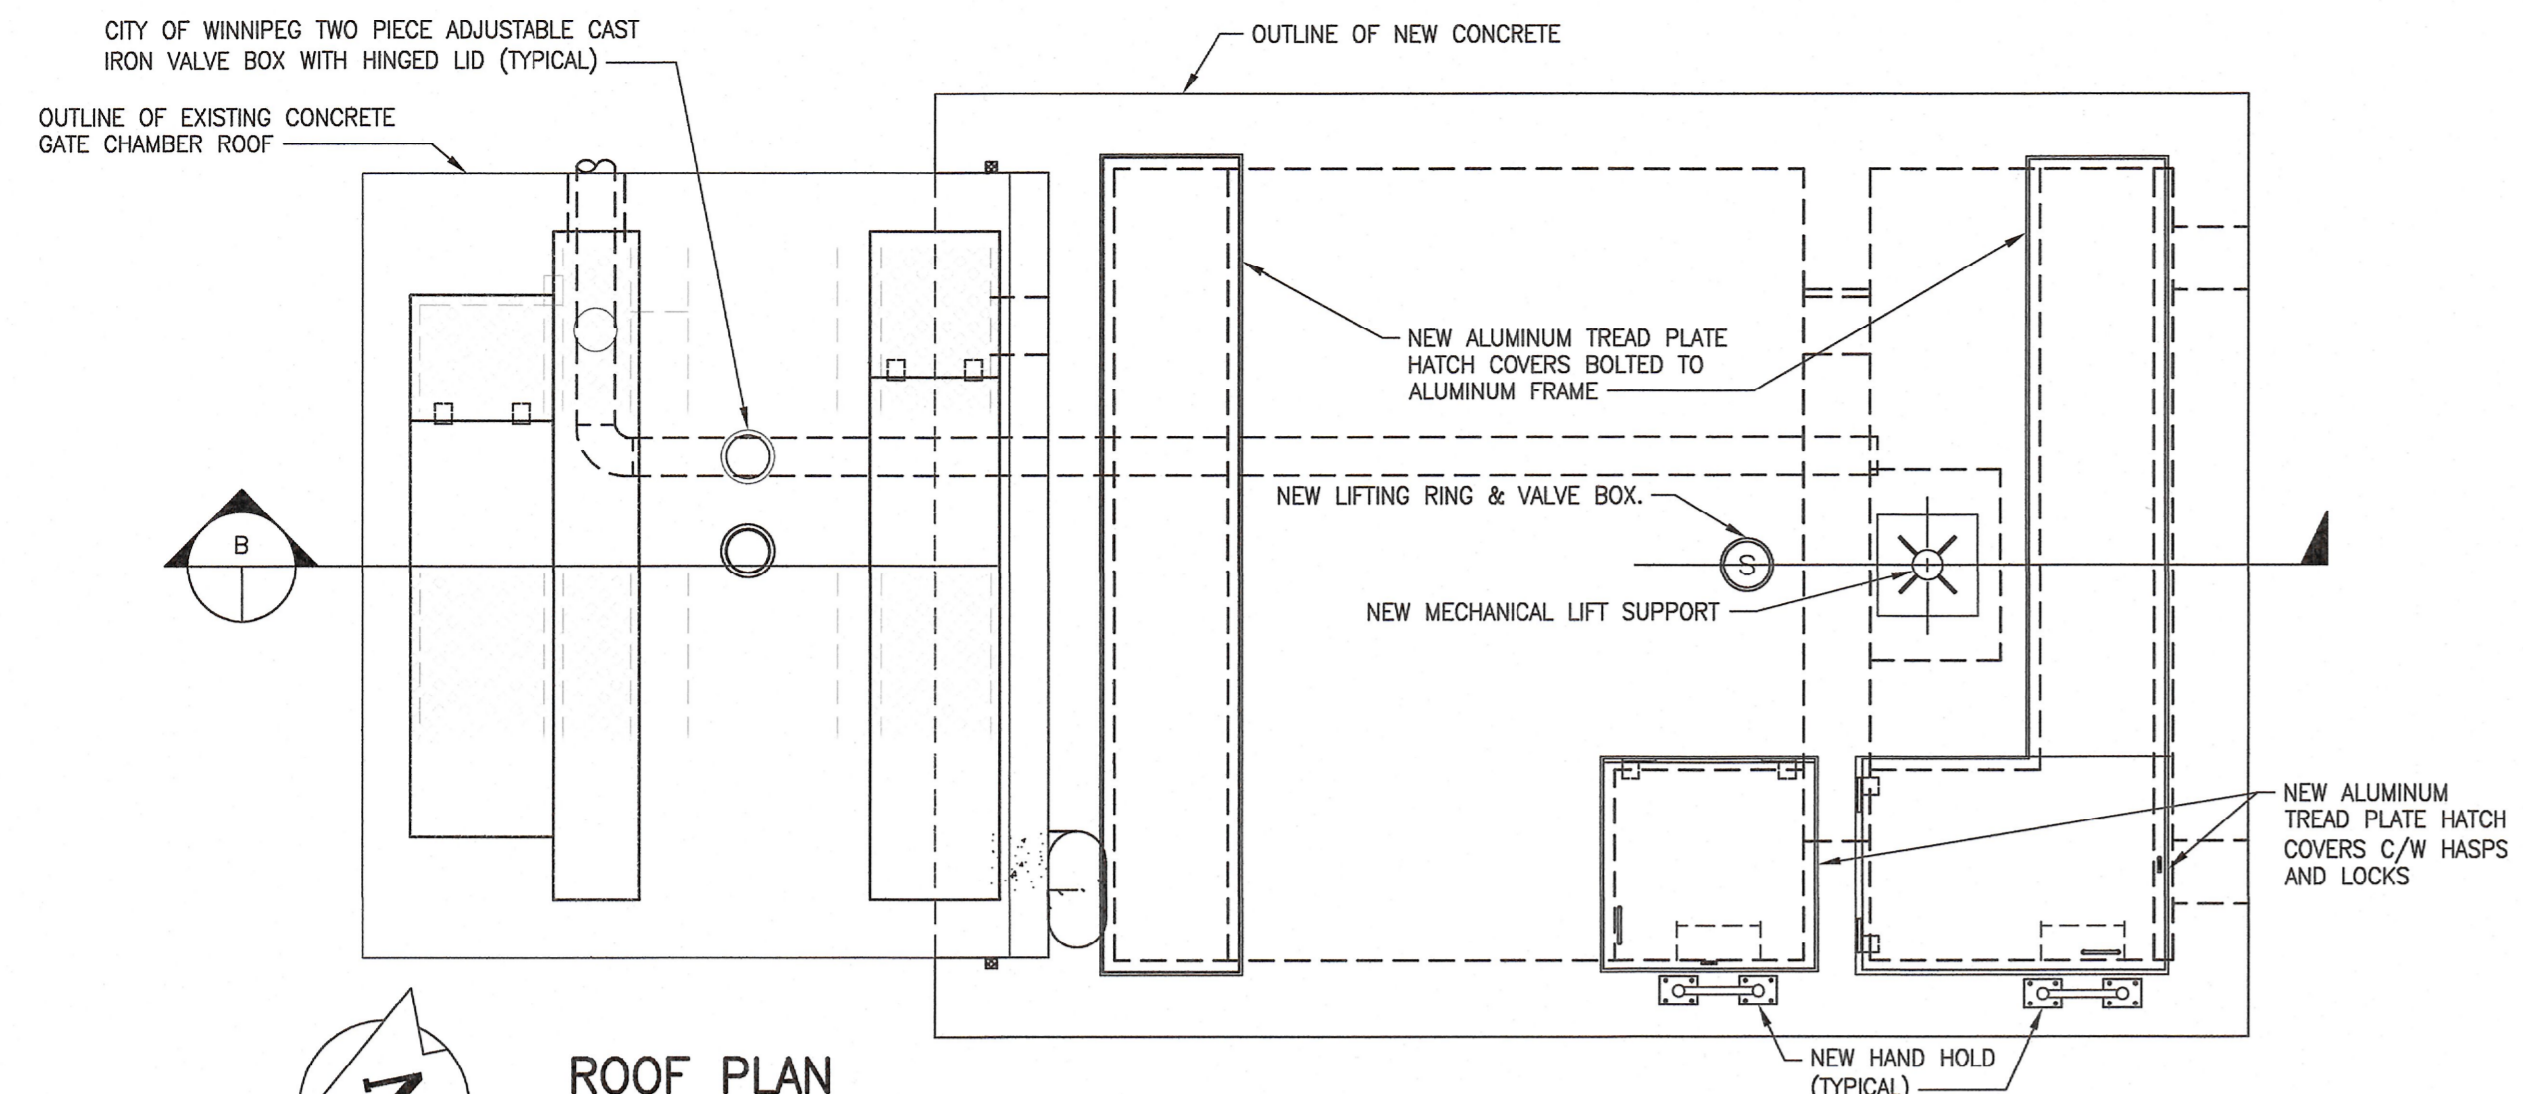 CITY OF WINNIPEG TWO PIECE ADJUSTABLE CAST
IRON VALVE BOX WITH HINGED LID (TYPICAL)
OUTLINE OF NEW CONCRETE
OUTLINE OF EXISTING CONCRETE
GATE CHAMBER ROOF
NEW ALUMINUM TREAD PLATE
HATCH COVERS BOLTED TO
ALUMINUM FRAME
NEW LIFTING RING & VALVE BOX.
B
S
NEW MECHANICAL LIFT SUPPORT
NEW ALUMINUM
TREAD PLATE HATCH
COVERS C/W HASPS
AND LOCKS
N
ROOF PLAN
NEW HAND HOLD
(TYPICAL)